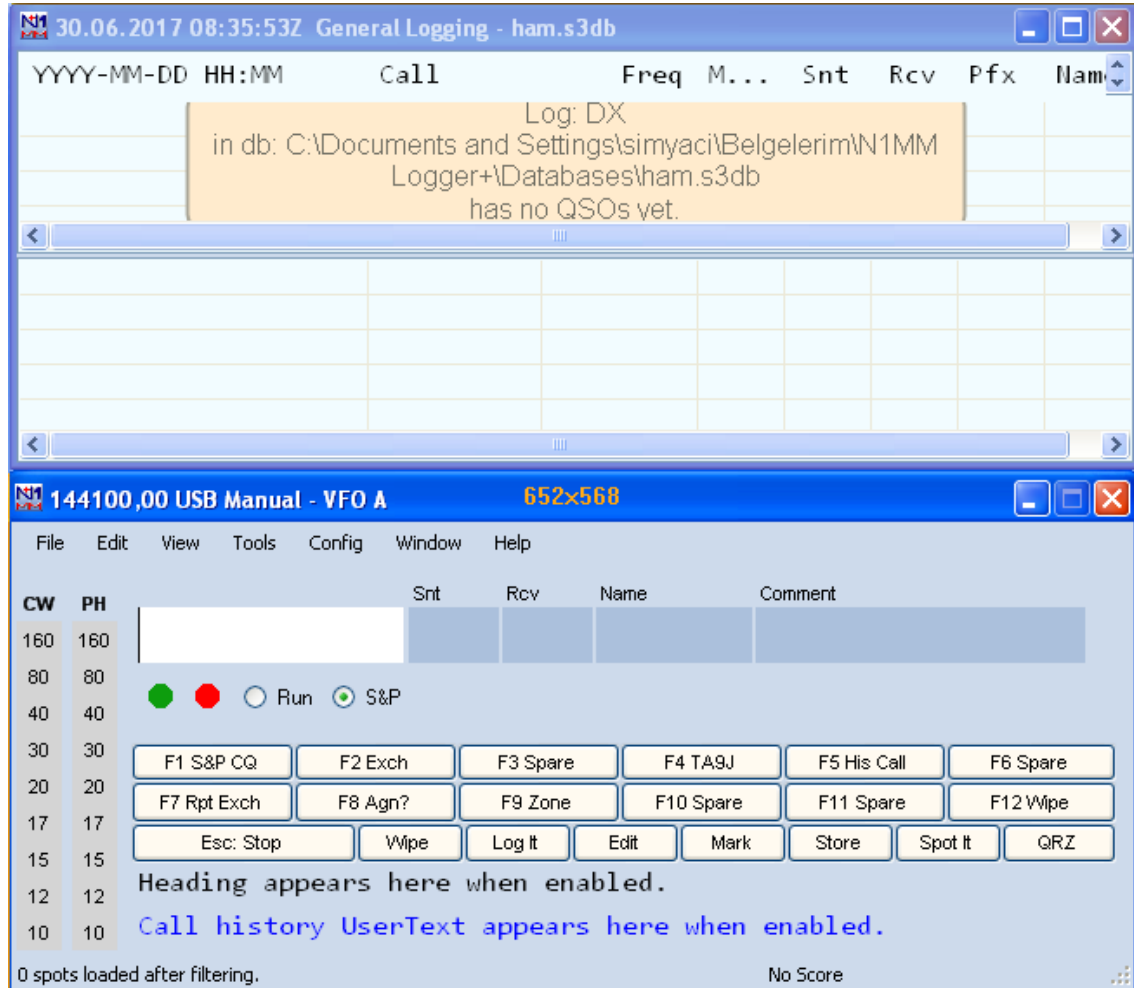 N1 MM 30.06.2017 08:35:53Z General Logging - ham.s3db
YYYY-MM-DD HH:MM Call Freq M... Snt Rcv Pfx Name
Log: DX
in db: C:\Documents and Settings\simyaci\Belgelerim\N1MM
Logger+\Databases\ham.s3db
has no QSOs yet.
N1 MM 144100,00 USB Manual - VFO A 652x568
File Edit View Tools Config Window Help
CW PH Snt Rcv Name Comment
160 160
80 80
Run S&P
40 40
30 30
F1 S&P CQ F2 Exch F3 Spare F4 TA9J F5 His Call F6 Spare
20 20
F7 Rpt Exch F8 Agn? F9 Zone F10 Spare F11 Spare F12 Wipe
17 17
Esc: Stop Wipe Log It Edit Mark Store Spot It QRZ
15 15
Heading appears here when enabled.
12 12
Call history UserText appears here when enabled.
10 10
0 spots loaded after filtering. No Score